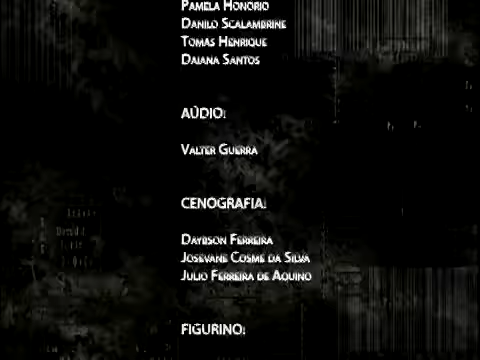 Pamela Honorio
Danilo Scalambrine
Tomas Henrique
Daiana Santos
AÚDIO:
Valter Guerra
CENOGRAFIA:
Daybson Ferreira
Josevane Cosme da Silva
Julio Ferreira de Aquino
FIGURINO: